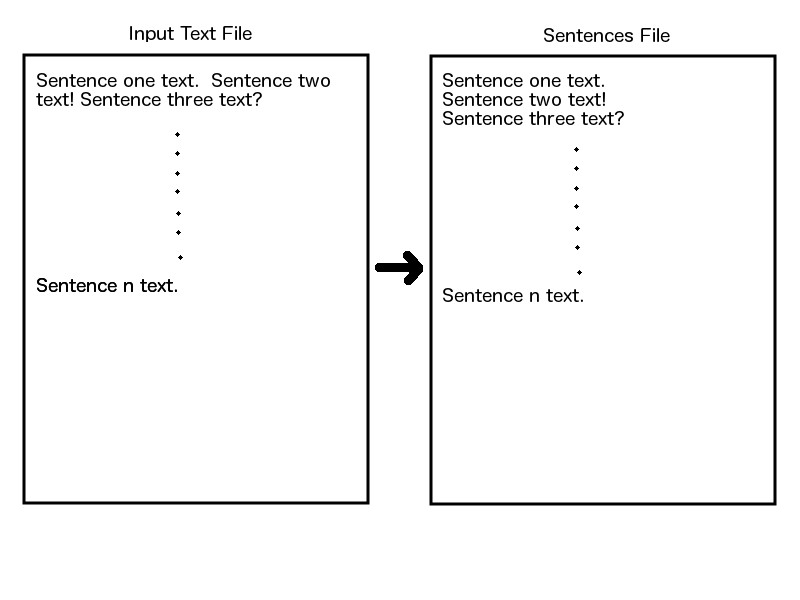 Input Text File
Sentence one text.  Sentence two
text! Sentence three text?
Sentence n text.
Sentences File
Sentence one text.
Sentence two text!
Sentence three text?
Sentence n text.